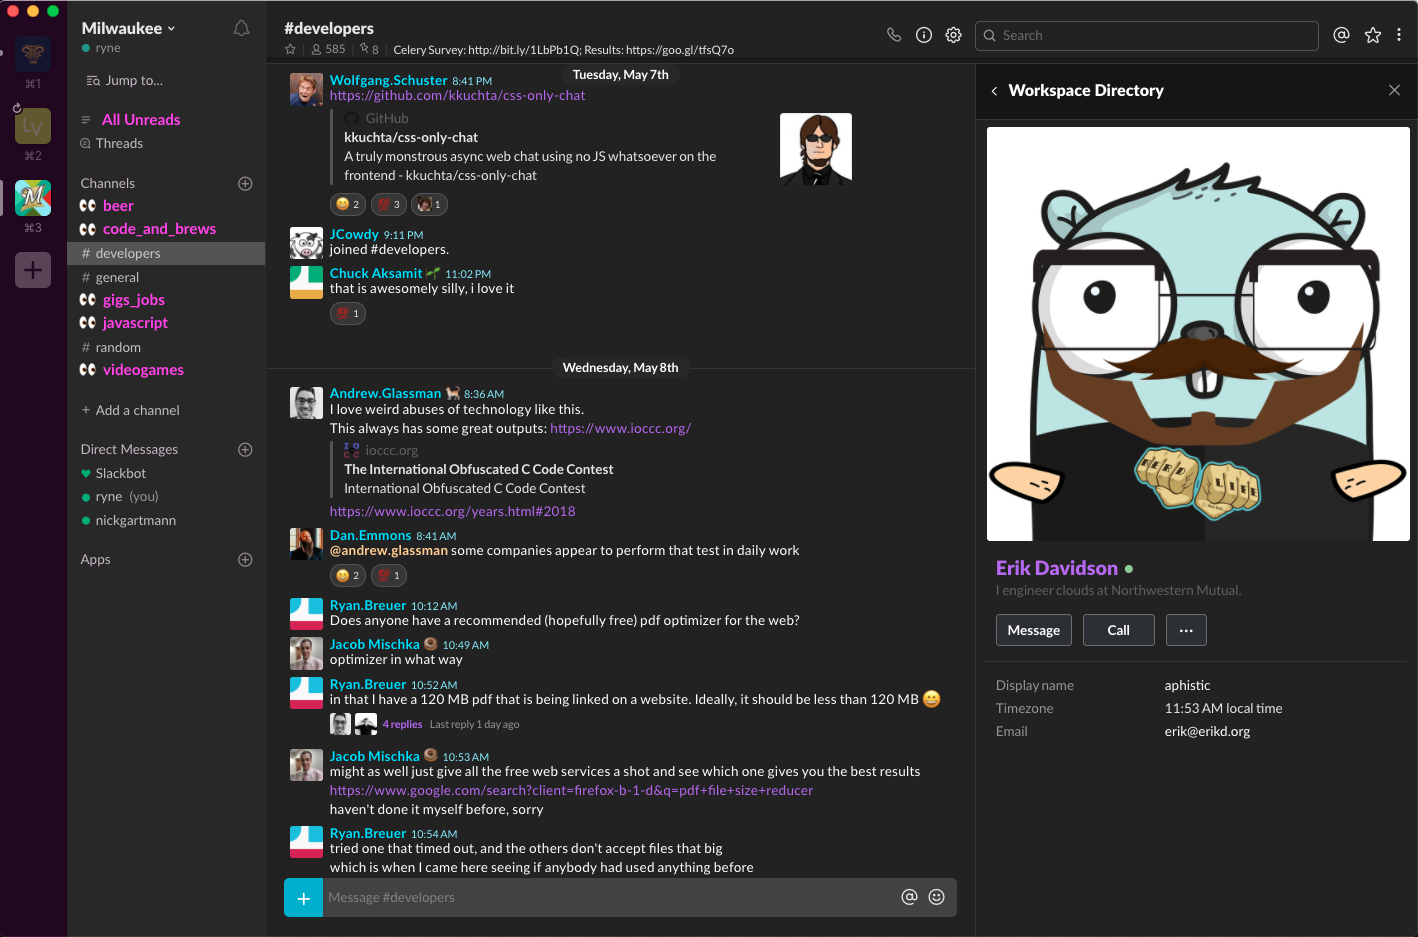 ⌘1
LV
⌘2
M
⌘3
Milwaukee
ryne
Jump to...
All Unreads
Threads
Channels
beer
code_and_brews
# developers
# general
gigs_jobs
javascript
# random
videogames
+ Add a channel
Direct Messages
Slackbot
ryne (you)
nickgartmann
Apps
#developers
585 8 Celery Survey: http://bit.ly/1LbPb1Q; Results: https://goo.gl/tfsQ7o
Search
Tuesday, May 7th
Wolfgang.Schuster 8:41 PM
https://github.com/kkuchta/css-only-chat
GitHub
kkuchta/css-only-chat
A truly monstrous async web chat using no JS whatsoever on the
frontend - kkuchta/css-only-chat
2 3 1
JCowdy 9:11 PM
joined #developers.
Chuck Aksamit 11:02 PM
that is awesomely silly, i love it
1
Wednesday, May 8th
Andrew.Glassman 8:36 AM
I love weird abuses of technology like this.
This always has some great outputs: https://www.ioccc.org/
ioccc.org
The International Obfuscated C Code Contest
International Obfuscated C Code Contest
https://www.ioccc.org/years.html#2018
Dan.Emmons 8:41 AM
@andrew.glassman some companies appear to perform that test in daily work
2 1
Ryan.Breuer 10:12 AM
Does anyone have a recommended (hopefully free) pdf optimizer for the web?
Jacob Mischka 10:49 AM
optimizer in what way
Ryan.Breuer 10:52 AM
in that I have a 120 MB pdf that is being linked on a website. Ideally, it should be less than 120 MB 😄
4 replies Last reply 1 day ago
Jacob Mischka 10:53 AM
might as well just give all the free web services a shot and see which one gives you the best results
https://www.google.com/search?client=firefox-b-1-d&q=pdf+file+size+reducer
haven't done it myself before, sorry
Ryan.Breuer 10:54 AM
tried one that timed out, and the others don't accept files that big
which is when I came here seeing if anybody had used anything before
Message #developers
Workspace Directory
NERD LIFE
Erik Davidson
I engineer clouds at Northwestern Mutual.
Message Call ...
Display name aphistic
Timezone 11:53 AM local time
Email erik@erikd.org